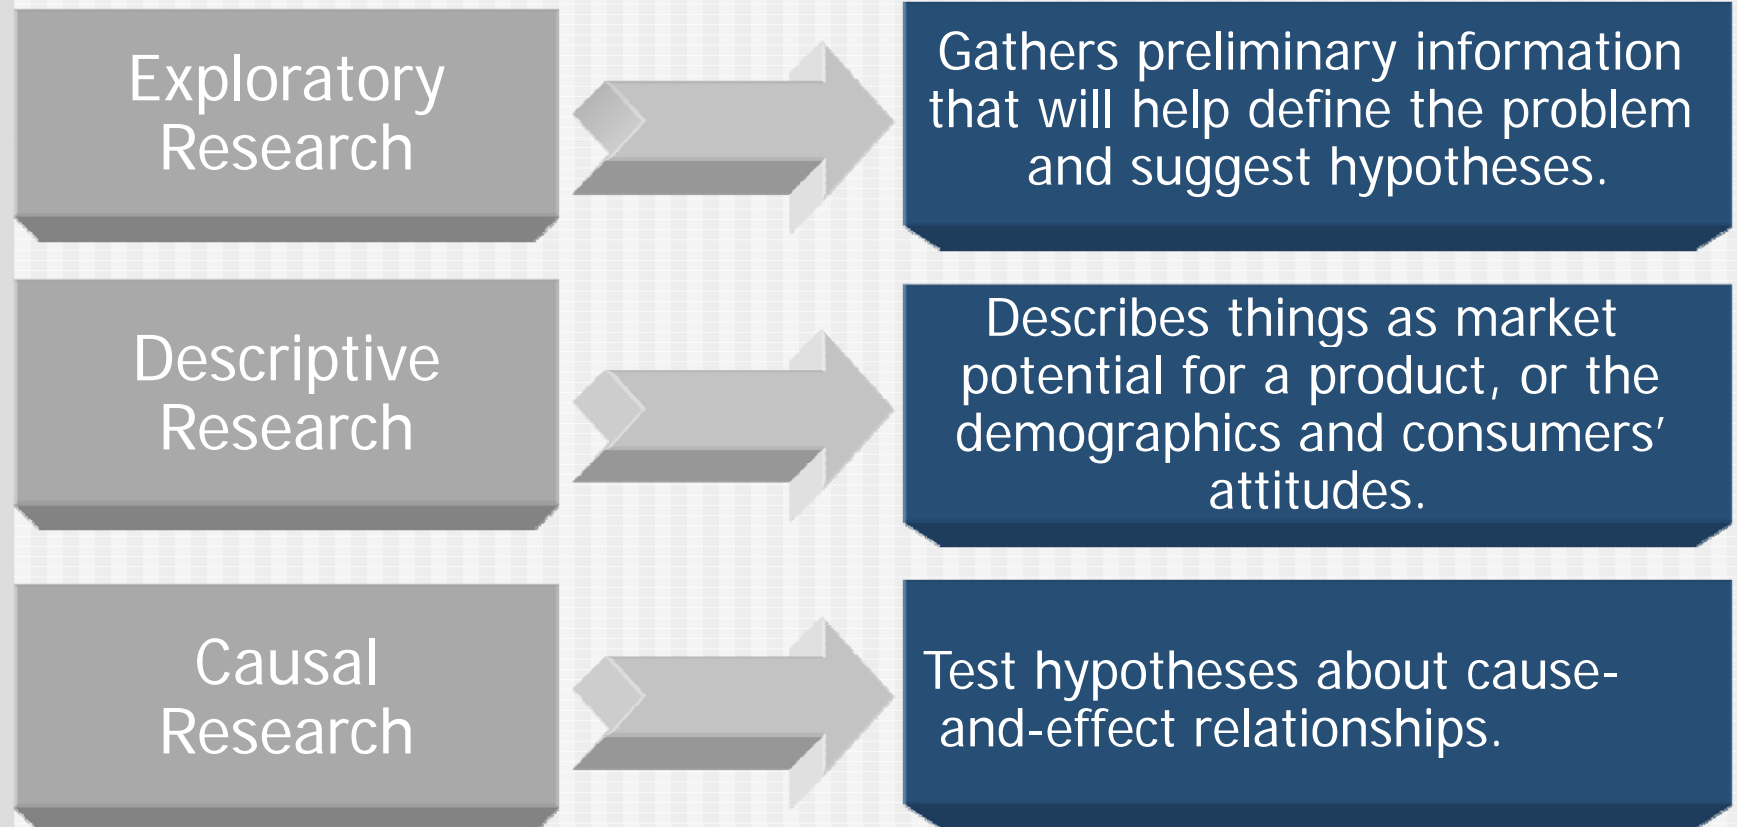 Exploratory
Research
Gathers preliminary information
that will help define the problem
and suggest hypotheses.
Descriptive
Research
Describes things as market
potential for a product, or the
demographics and consumers’
attitudes.
Causal
Research
Test hypotheses about cause-
and-effect relationships.